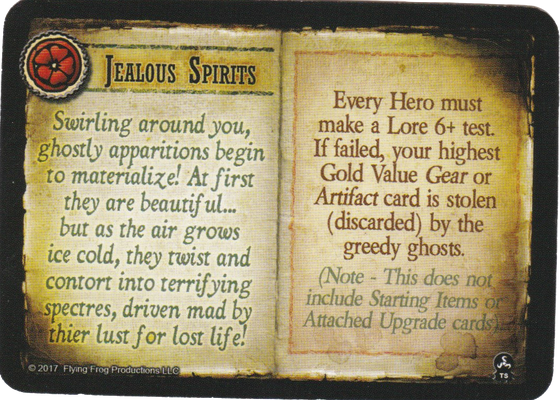 JEALOUS SPIRITS
Swirling around you,
ghostly apparitions begin
to materialize! At first
they are beautiful...
but as the air grows
ice cold, they twist and
contort into terrifying
spectres, driven mad by
thier lust for lost life!
Every Hero must
make a Lore 6+ test.
If failed, your highest
Gold Value Gear or
Artifact card is stolen
(discarded) by the
greedy ghosts.
(Note - This does not
include Starting Items or
Attached Upgrade cards)
© 2017 Flying Frog Productions LLC
TS